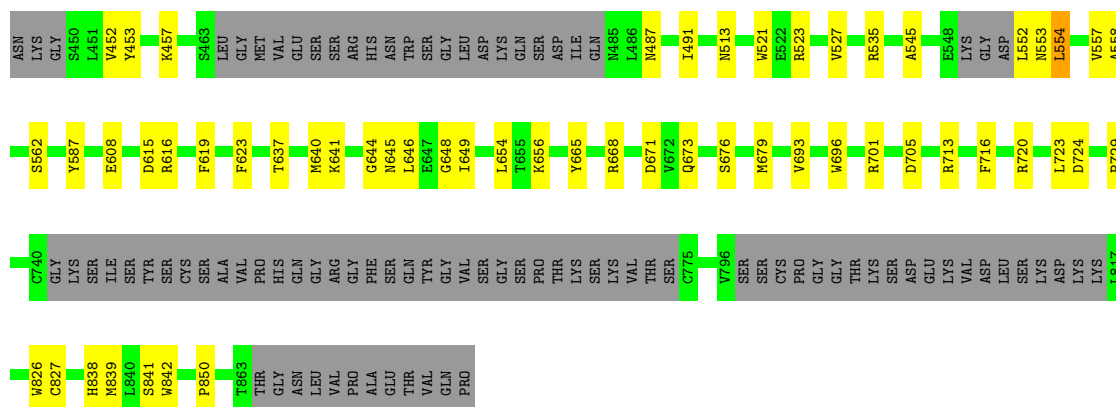 ASN LYS GLY S450 L451 V452 Y453 K457 S463 LEU GLY MET VAL GLU SER SER ARG HIS ASN TRP SER GLY LEU ASP LYS GLN SER ASP ILE GLN N485 L486 N487 I491 N513 W521 E522 R523 V527 R535 A545 E548 LYS GLY ASP L552 N553 L554 V557 A558
S562 Y587 E608 D615 R616 F619 F623 T637 M640 K641 G644 N645 L646 E647 G648 I649 L654 T655 K656 Y665 R668 D671 V672 Q673 S676 M679 V693 W696 R701 D705 R713 F716 R720 L723 D724
C740 GLY LYS SER ILE SER TYR SER CYS SER ALA VAL PRO HIS GLN GLY ARG GLY PHE SER GLN TYR GLY VAL SER GLY SER PRO THR LYS SER LYS VAL THR SER C775 V796 SER SER CYS PRO GLY GLY THR LYS SER ASP GLU LYS VAL ASP LEU SER LYS ASP LYS LYS L817
W826 C827 H838 M839 L840 S841 W842 P850 T863 THR GLY ASN LEU VAL PRO ALA GLU THR VAL GLN PRO